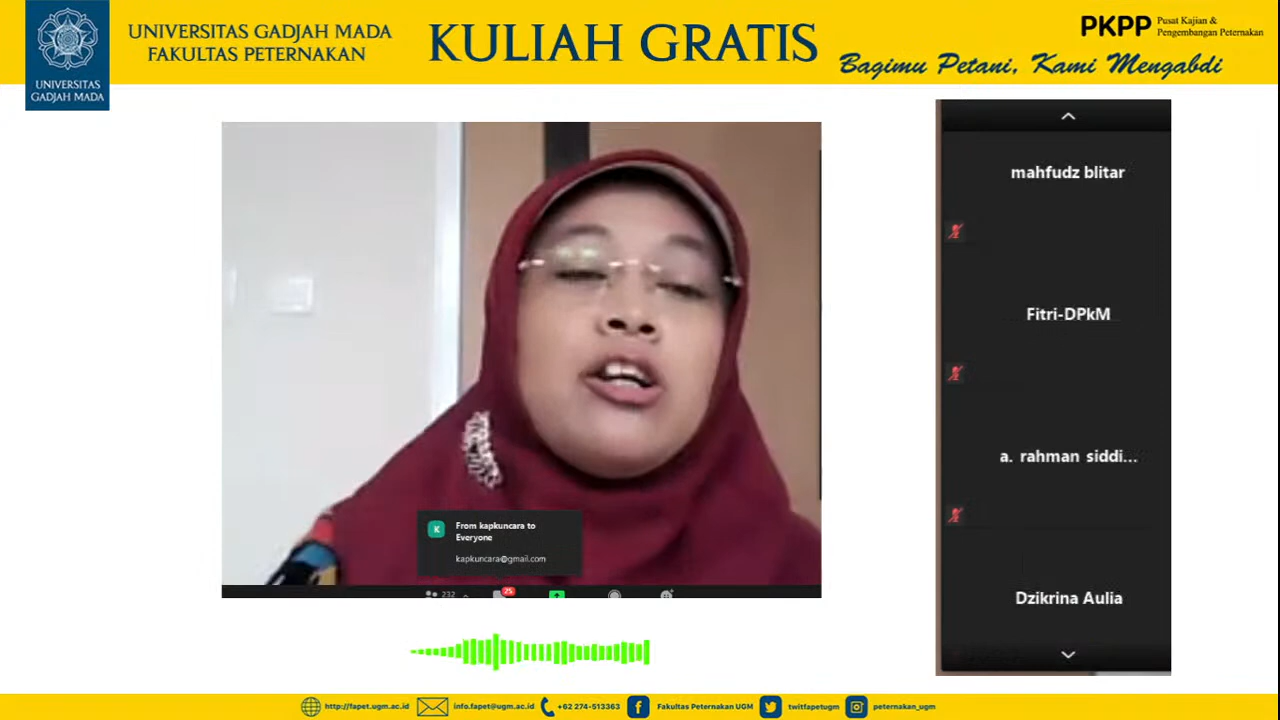 UNIVERSITAS GADJAH MADA
FAKULTAS PETERNAKAN
UNIVERSITAS
GADJAH MADA
KULIAH GRATIS
PKPP
Pusat Kajian &
Pengembangan Peternakan
Bagimu Petani, Kami Mengabdi
mahfudz blitar
Fitri-DPkM
a. rahman siddi...
Dzikrina Aulia
K
From kapkuncara to
Everyone
kapkuncara@gmail.com
232
25
http://fapet.ugm.ac.id
info.fapet@ugm.ac.id
+62 274-513363
Fakultas Peternakan UGM
twitfapetugm
peternakan_ugm